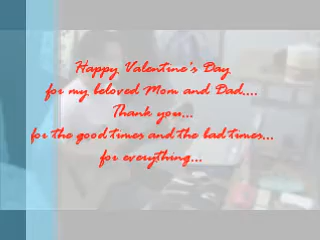 Happy Valentine's Day
for my beloved Mom and Dad....
Thank you...
for the good times and the bad times...
for everything...